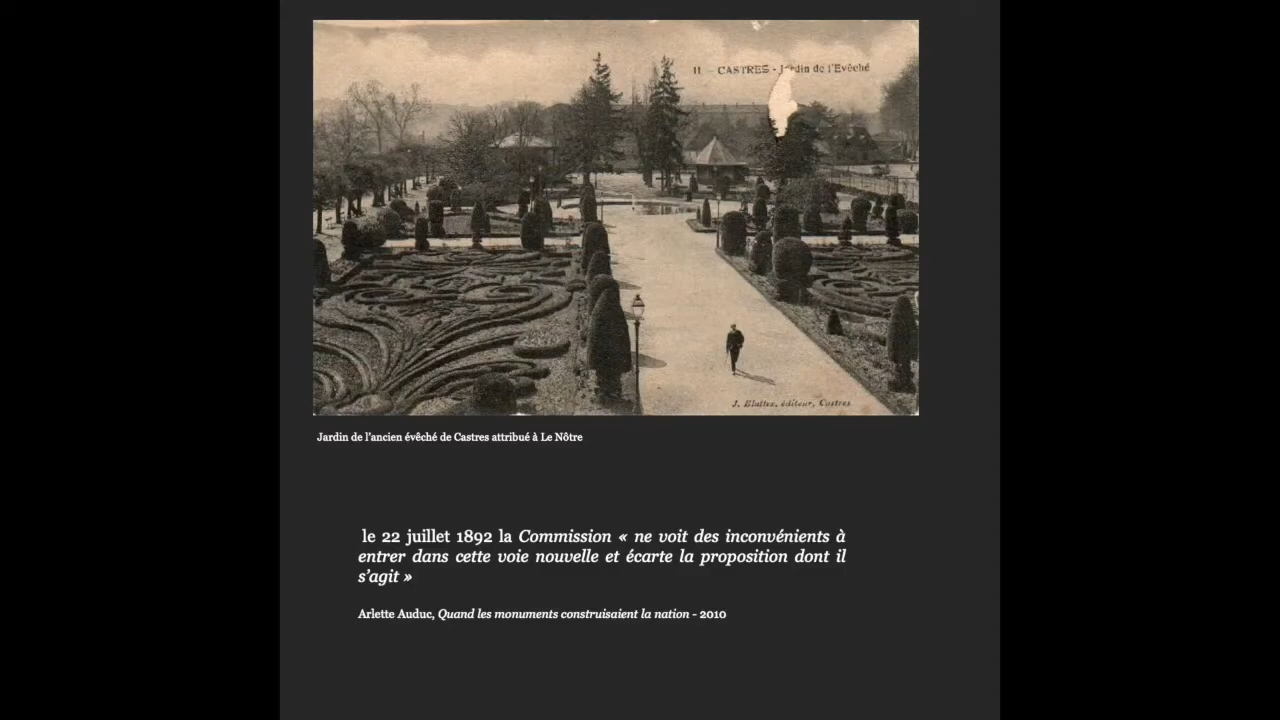 11 - CASTRES - Jardin de l'Evêché
J. Blattes, éditeur, Castres
Jardin de l'ancien évêché de Castres attribué à Le Nôtre
le 22 juillet 1892 la Commission « ne voit des inconvénients à
entrer dans cette voie nouvelle et écarte la proposition dont il
s'agit »
Arlette Auduc, Quand les monuments construisaient la nation - 2010